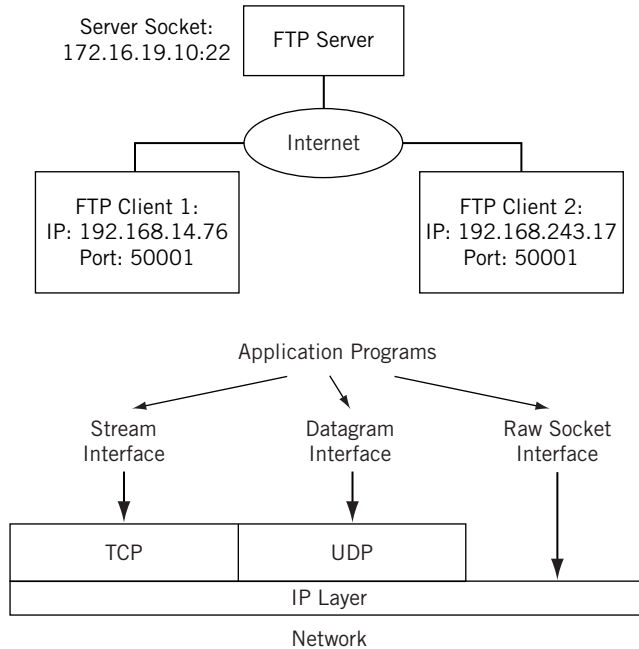 Server Socket:
172.16.19.10:22
FTP Server
Internet
FTP Client 1:
IP: 192.168.14.76
Port: 50001
FTP Client 2:
IP: 192.168.243.17
Port: 50001
Application Programs
Stream
Interface
Datagram
Interface
Raw Socket
Interface
TCP
UDP
IP Layer
Network